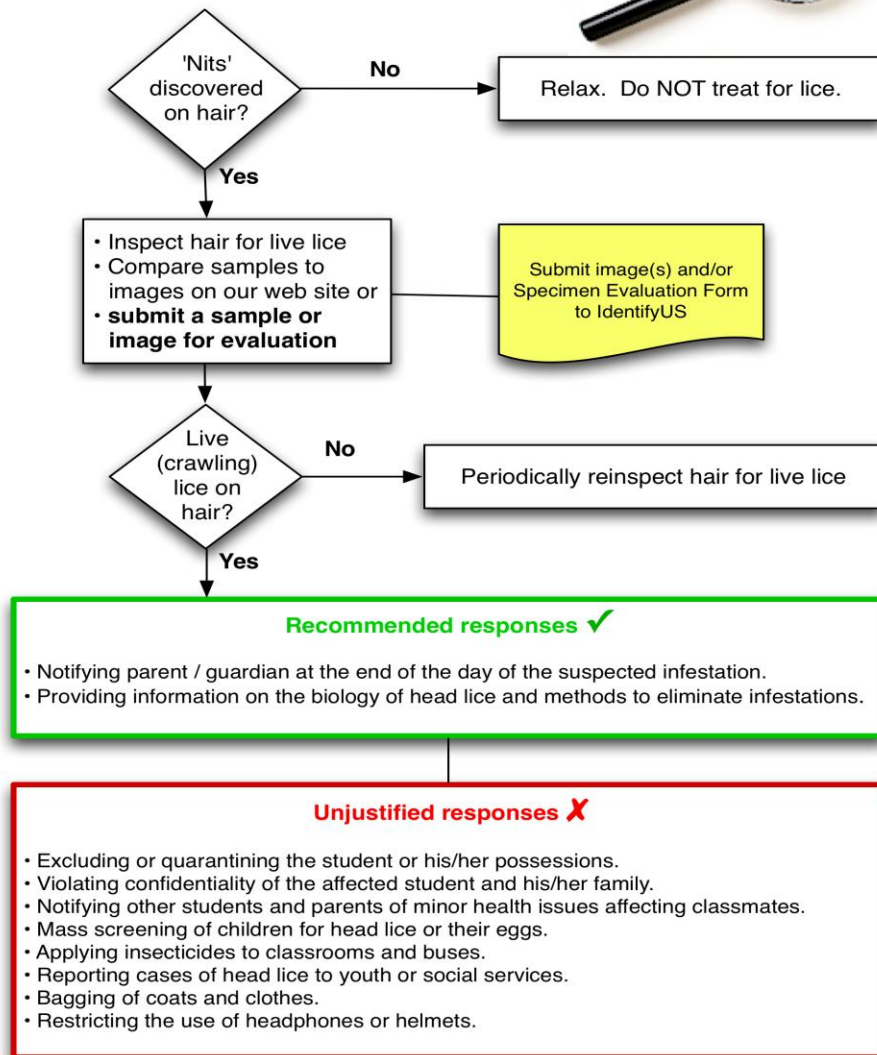 'Nits'
discovered
on hair?
No
Relax.  Do NOT treat for lice.
Yes
• Inspect hair for live lice
• Compare samples to
images on our web site or
• submit a sample or
image for evaluation
Submit image(s) and/or
Specimen Evaluation Form
to IdentifyUS
Live
(crawling)
lice on
hair?
No
Periodically reinspect hair for live lice
Yes
Recommended responses ✓
• Notifying parent / guardian at the end of the day of the suspected infestation.
• Providing information on the biology of head lice and methods to eliminate infestations.
Unjustified responses ✗
• Excluding or quarantining the student or his/her possessions.
• Violating confidentiality of the affected student and his/her family.
• Notifying other students and parents of minor health issues affecting classmates.
• Mass screening of children for head lice or their eggs.
• Applying insecticides to classrooms and buses.
• Reporting cases of head lice to youth or social services.
• Bagging of coats and clothes.
• Restricting the use of headphones or helmets.